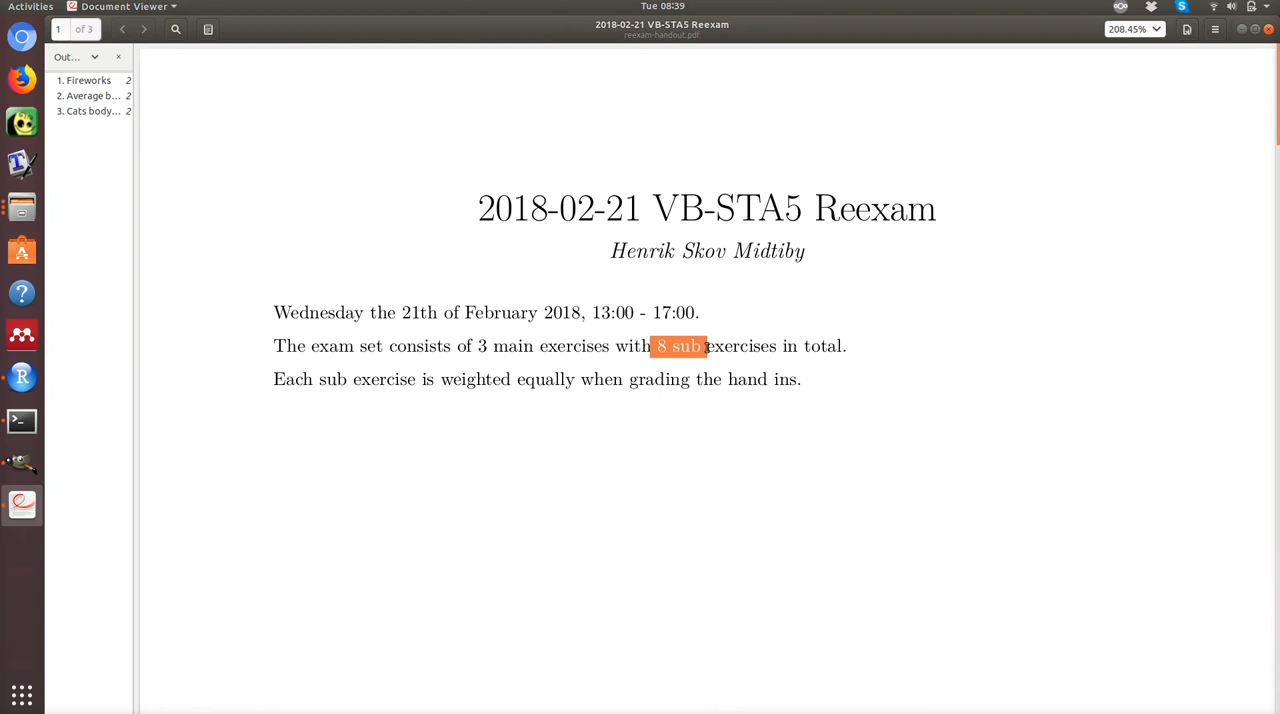 Activities
Document Viewer
Tue 08:39
1 of 3
2018-02-21 VB-STA5 Reexam
reexam-handout.pdf
208.45%
Out...
1. Fireworks 2
2. Average b... 2
3. Cats body... 2
2018-02-21 VB-STA5 Reexam
Henrik Skov Midtiby
Wednesday the 21th of February 2018, 13:00 - 17:00.
The exam set consists of 3 main exercises with 8 sub exercises in total.
Each sub exercise is weighted equally when grading the hand ins.